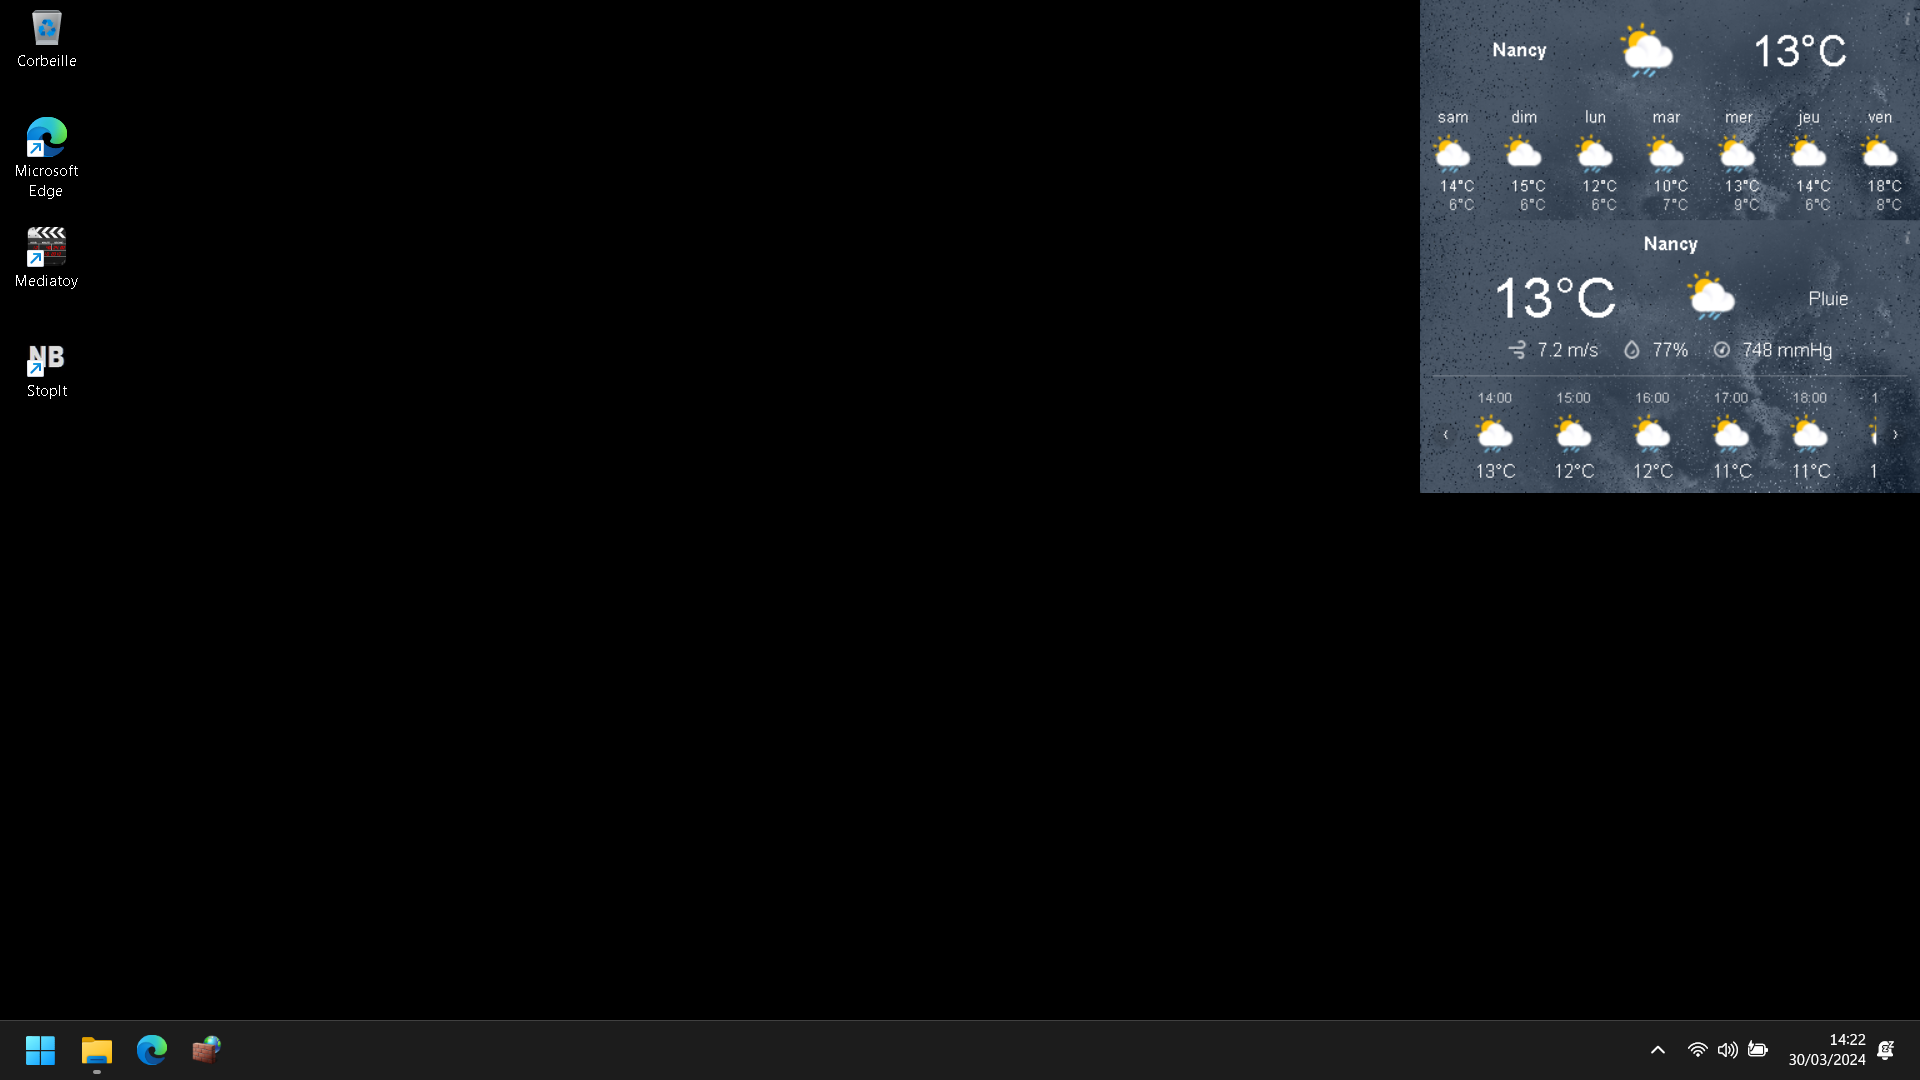 Corbeille
Microsoft
Edge
Mediatoy
NB
StopIt
Nancy
13°C
sam dim lun mar mer jeu ven
14°C 15°C 12°C 10°C 13°C 14°C 18°C
6°C 6°C 6°C 7°C 9°C 6°C 8°C
Nancy
13°C
Pluie
7.2 m/s 77% 748 mmHg
14:00 15:00 16:00 17:00 18:00 1
13°C 12°C 12°C 11°C 11°C 1
14:22
30/03/2024